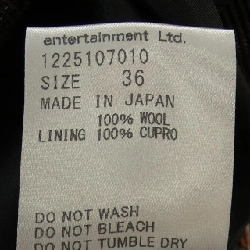 entertainment Ltd.
1225107010
SIZE 36
MADE IN JAPAN
100% WOOL
LINING 100% CUPRO
DO NOT WASH
DO NOT BLEACH
DO NOT TUMBLE DRY